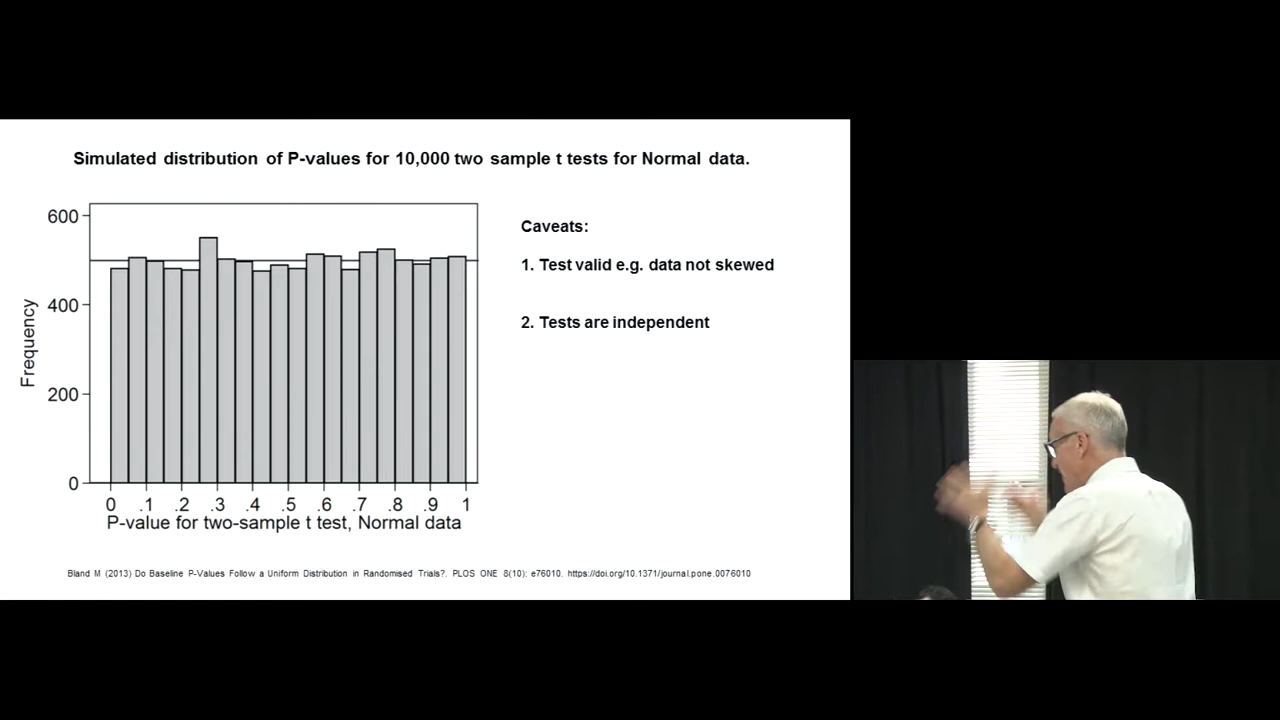 Simulated distribution of P-values for 10,000 two sample t tests for Normal data.
600
400
200
0
Frequency
0 .1 .2 .3 .4 .5 .6 .7 .8 .9 1
P-value for two-sample t test, Normal data
Caveats:
1. Test valid e.g. data not skewed
2. Tests are independent
Bland M (2013) Do Baseline P-Values Follow a Uniform Distribution in Randomised Trials?. PLOS ONE 8(10): e76010. https://doi.org/10.1371/journal.pone.0076010